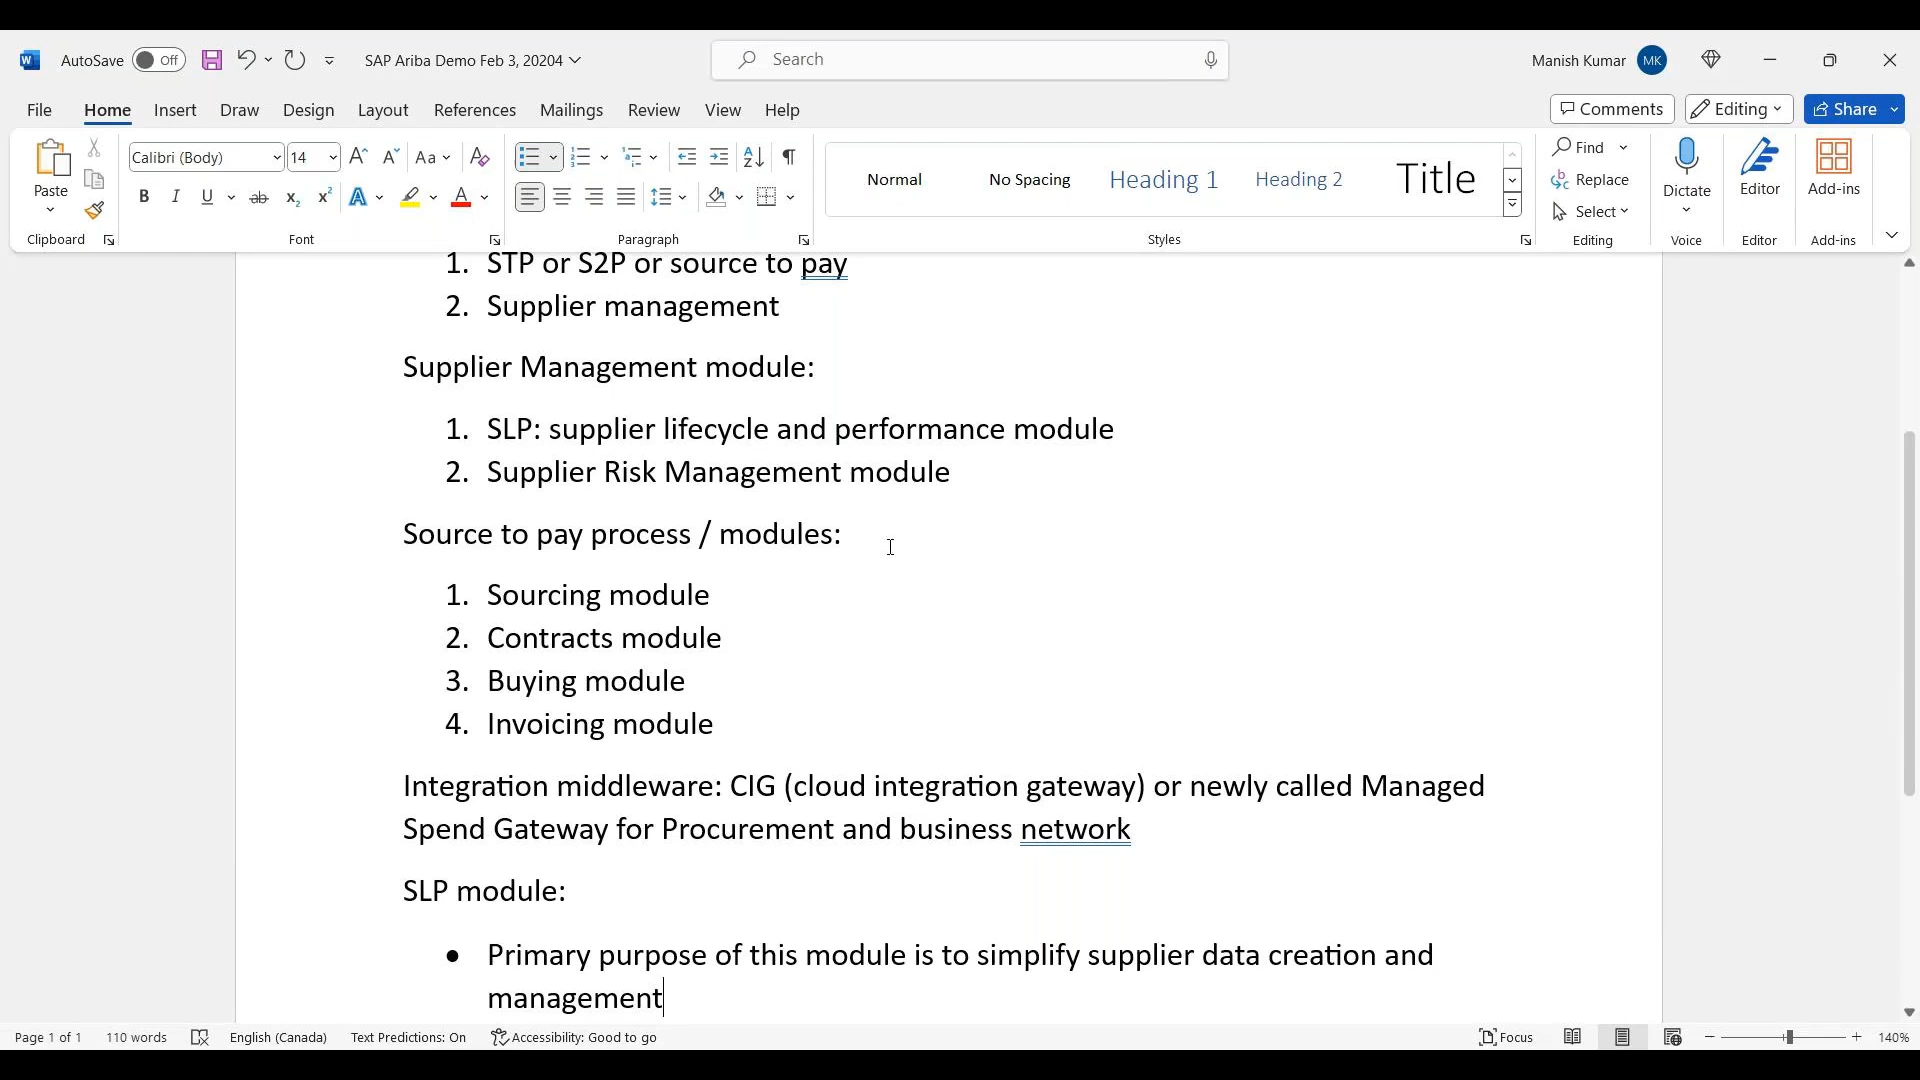 AutoSave Off SAP Ariba Demo Feb 3, 20204 Search Manish Kumar MK
File Home Insert Draw Design Layout References Mailings Review View Help Comments Editing Share
Paste Calibri (Body) 14 Aa Normal No Spacing Heading 1 Heading 2 Title Find Replace Select Dictate Editor Add-ins
Clipboard Font Paragraph Styles Editing Voice Editor Add-ins
1. STP or S2P or source to pay
2. Supplier management
Supplier Management module:
1. SLP: supplier lifecycle and performance module
2. Supplier Risk Management module
Source to pay process / modules:
1. Sourcing module
2. Contracts module
3. Buying module
4. Invoicing module
Integration middleware: CIG (cloud integration gateway) or newly called Managed
Spend Gateway for Procurement and business network
SLP module:
• Primary purpose of this module is to simplify supplier data creation and
management
Page 1 of 1 110 words English (Canada) Text Predictions: On Accessibility: Good to go Focus 140%